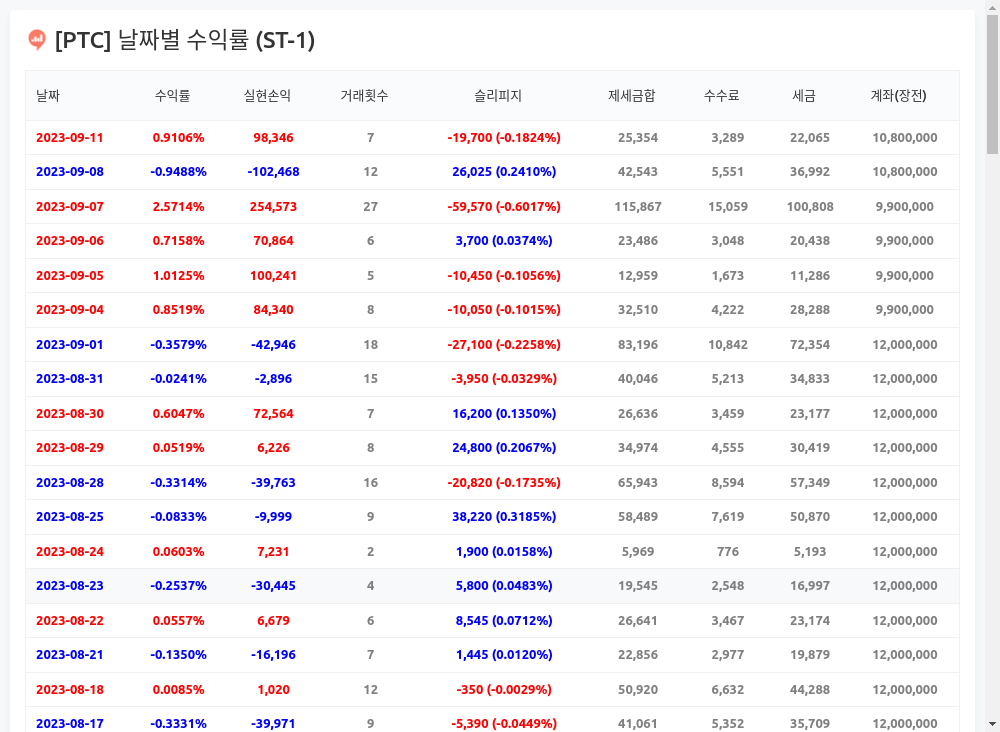 [PTC] 날짜별 수익률 (ST-1)
날짜 수익률 실현손익 거래횟수 슬리피지 제세금합 수수료 세금 계좌(장전)
2023-09-11 0.9106% 98,346 7 -19,700 (-0.1824%) 25,354 3,289 22,065 10,800,000
2023-09-08 -0.9488% -102,468 12 26,025 (0.2410%) 42,543 5,551 36,992 10,800,000
2023-09-07 2.5714% 254,573 27 -59,570 (-0.6017%) 115,867 15,059 100,808 9,900,000
2023-09-06 0.7158% 70,864 6 3,700 (0.0374%) 23,486 3,048 20,438 9,900,000
2023-09-05 1.0125% 100,241 5 -10,450 (-0.1056%) 12,959 1,673 11,286 9,900,000
2023-09-04 0.8519% 84,340 8 -10,050 (-0.1015%) 32,510 4,222 28,288 9,900,000
2023-09-01 -0.3579% -42,946 18 -27,100 (-0.2258%) 83,196 10,842 72,354 12,000,000
2023-08-31 -0.0241% -2,896 15 -3,950 (-0.0329%) 40,046 5,213 34,833 12,000,000
2023-08-30 0.6047% 72,564 7 16,200 (0.1350%) 26,636 3,459 23,177 12,000,000
2023-08-29 0.0519% 6,226 8 24,800 (0.2067%) 34,974 4,555 30,419 12,000,000
2023-08-28 -0.3314% -39,763 16 -20,820 (-0.1735%) 65,943 8,594 57,349 12,000,000
2023-08-25 -0.0833% -9,999 9 38,220 (0.3185%) 58,489 7,619 50,870 12,000,000
2023-08-24 0.0603% 7,231 2 1,900 (0.0158%) 5,969 776 5,193 12,000,000
2023-08-23 -0.2537% -30,445 4 5,800 (0.0483%) 19,545 2,548 16,997 12,000,000
2023-08-22 0.0557% 6,679 6 8,545 (0.0712%) 26,641 3,467 23,174 12,000,000
2023-08-21 -0.1350% -16,196 7 1,445 (0.0120%) 22,856 2,977 19,879 12,000,000
2023-08-18 0.0085% 1,020 12 -350 (-0.0029%) 50,920 6,632 44,288 12,000,000
2023-08-17 -0.3331% -39,971 9 -5,390 (-0.0449%) 41,061 5,352 35,709 12,000,000